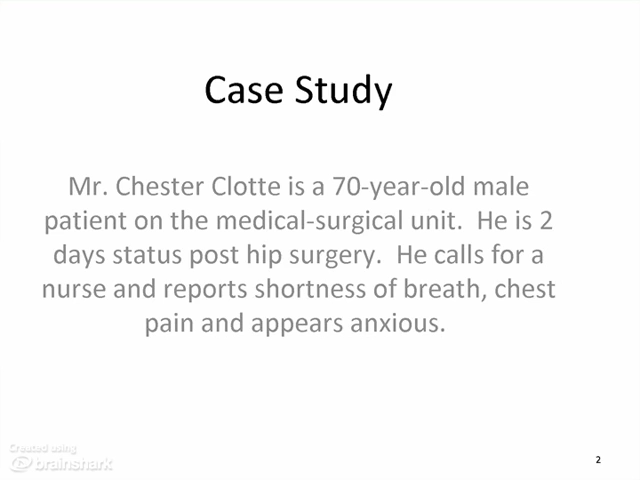 Case Study
Mr. Chester Clotte is a 70-year-old male
patient on the medical-surgical unit.  He is 2
days status post hip surgery.  He calls for a
nurse and reports shortness of breath, chest
pain and appears anxious.
Created using
brainshark
2